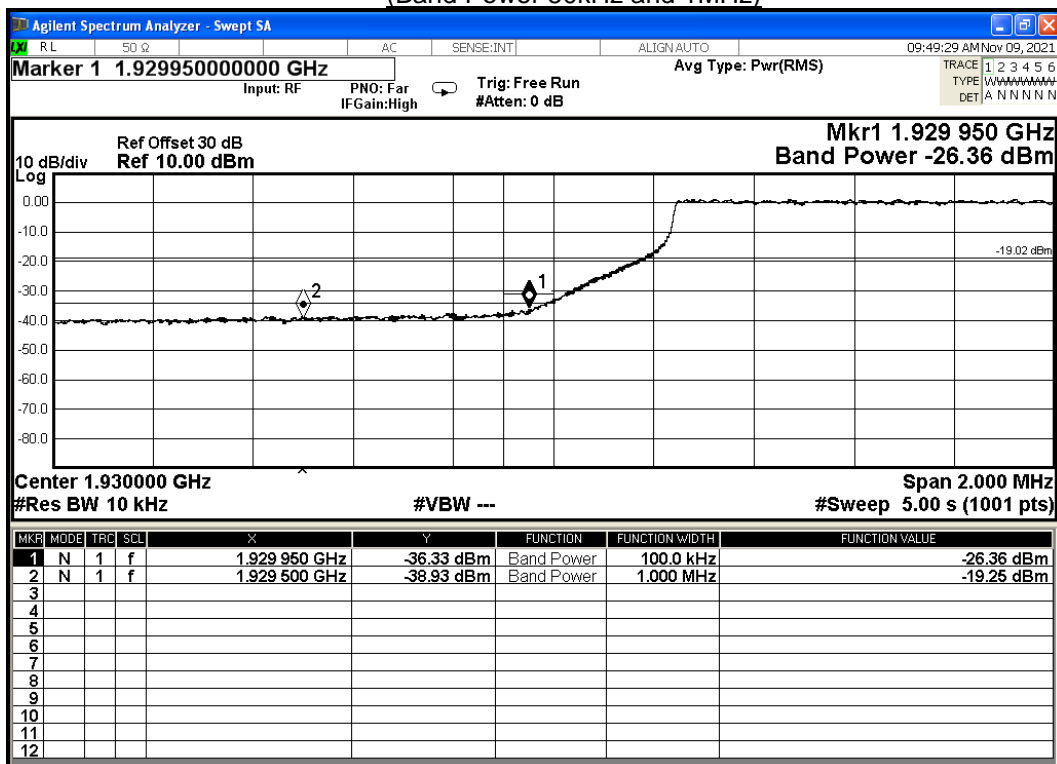 (Band Power 30kHz and 1MHz)
Agilent Spectrum Analyzer - Swept SA
LXI RL 50 Ω AC SENSE:INT ALIGN AUTO 09:49:29 AM Nov 09, 2021
Marker 1 1.929950000000 GHz
Input: RF PNO: Far IFGain:High Trig: Free Run #Atten: 0 dB Avg Type: Pwr(RMS)
TRACE 1 2 3 4 5 6
TYPE WWWWWW
DET A N N N N N
Ref Offset 30 dB
10 dB/div Ref 10.00 dBm
Log
Mkr1 1.929 950 GHz
Band Power -26.36 dBm
0.00
-10.0
-19.02 dBm
-20.0
-30.0
2
1
-40.0
-50.0
-60.0
-70.0
-80.0
Center 1.930000 GHz Span 2.000 MHz
#Res BW 10 kHz #VBW --- #Sweep 5.00 s (1001 pts)
MKR MODE TRC SCL X Y FUNCTION FUNCTION WIDTH FUNCTION VALUE
1 N 1 f 1.929 950 GHz -36.33 dBm Band Power 100.0 kHz -26.36 dBm
2 N 1 f 1.929 500 GHz -38.93 dBm Band Power 1.000 MHz -19.25 dBm
3
4
5
6
7
8
9
10
11
12